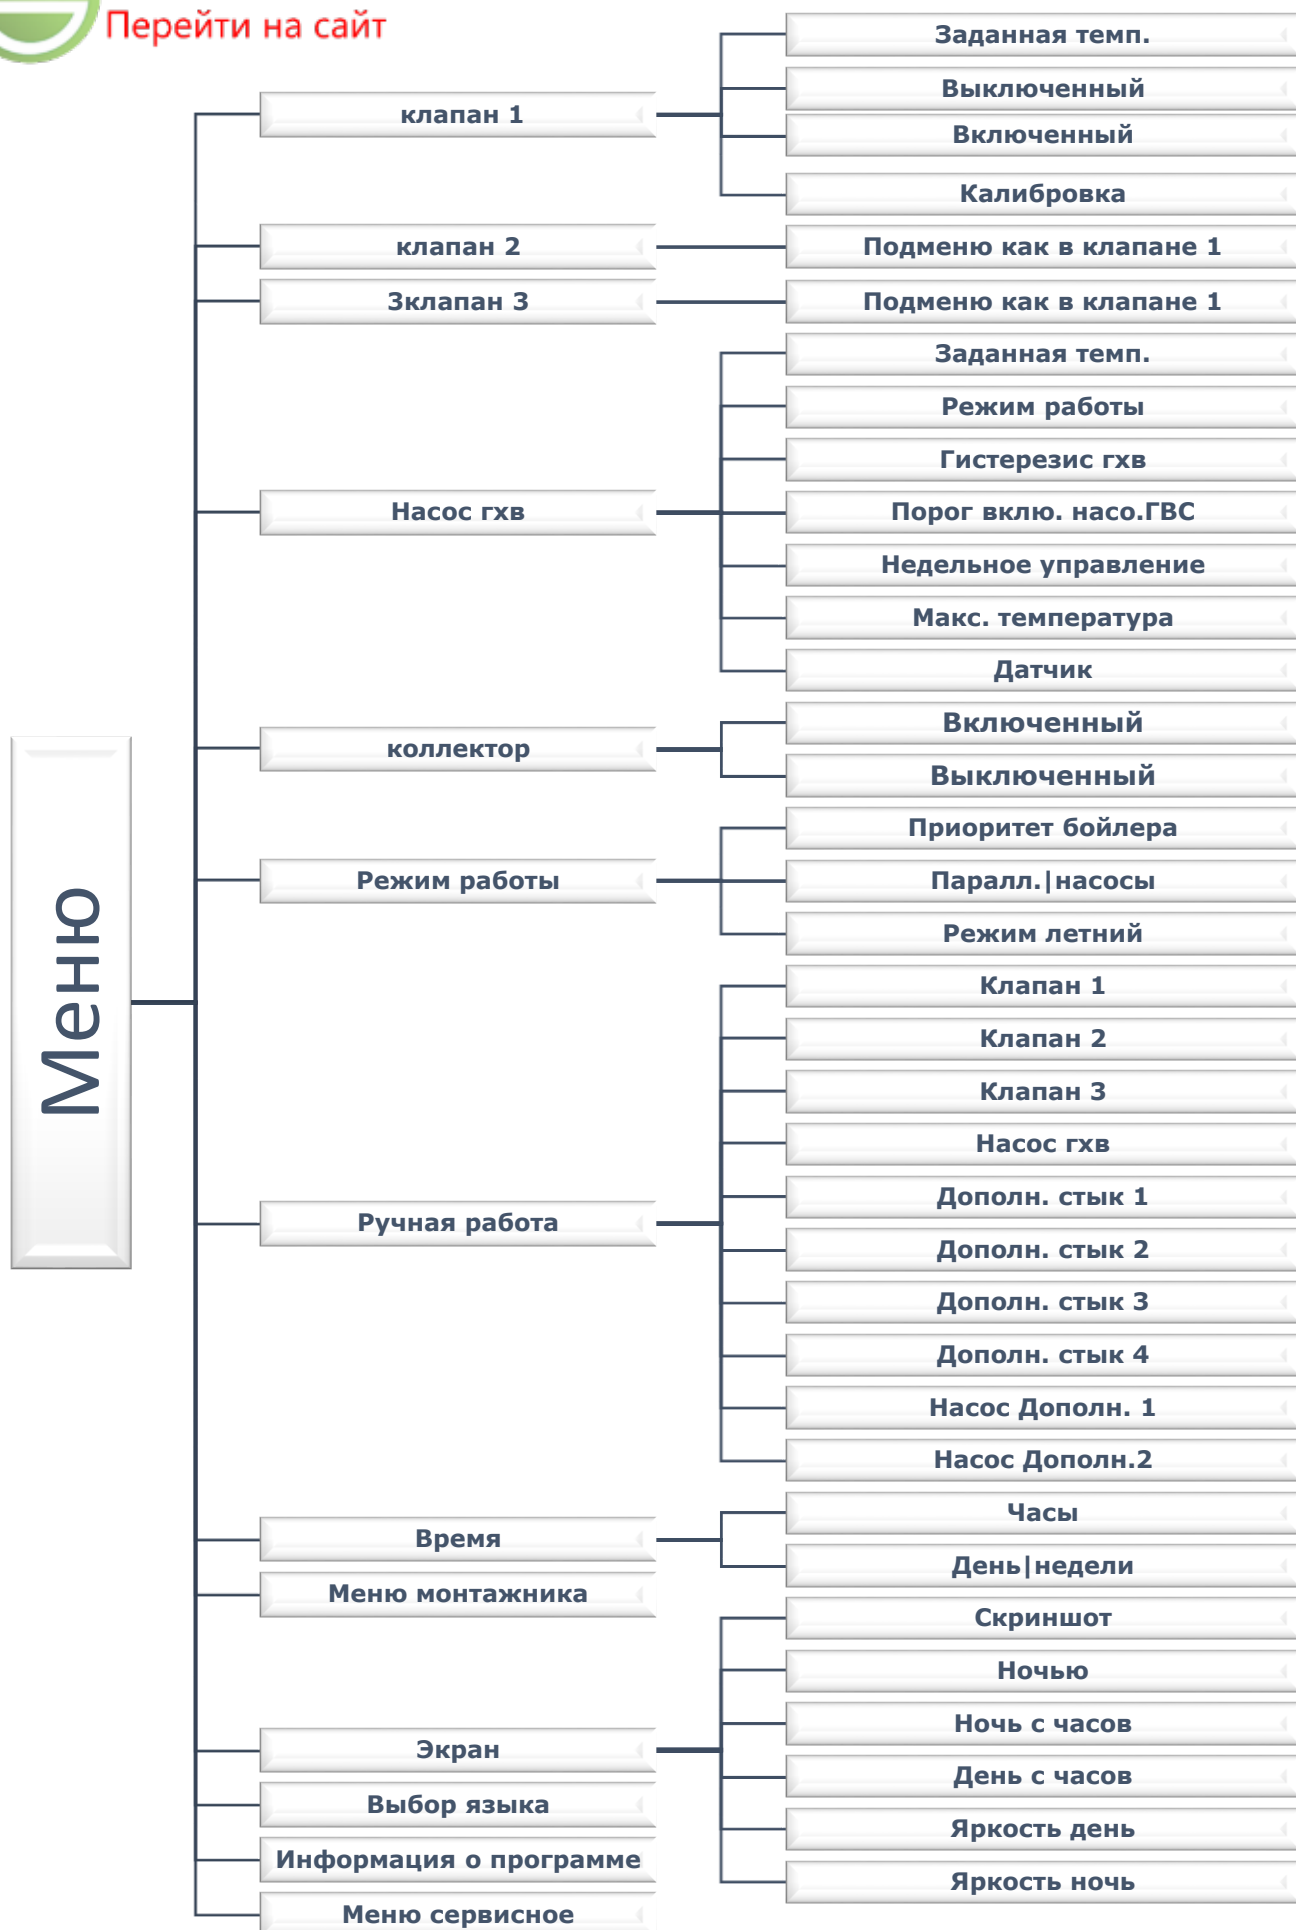 Перейти на сайт
Меню
клапан 1
Заданная темп.
Выключенный
Включенный
Калибровка
клапан 2
Подменю как в клапане 1
3клапан 3
Подменю как в клапане 1
Насос гхв
Заданная темп.
Режим работы
Гистерезис гхв
Порог вклю. насо.ГВС
Недельное управление
Макс. температура
Датчик
коллектор
Включенный
Выключенный
Режим работы
Приоритет бойлера
Паралл.|насосы
Режим летний
Ручная работа
Клапан 1
Клапан 2
Клапан 3
Насос гхв
Дополн. стык 1
Дополн. стык 2
Дополн. стык 3
Дополн. стык 4
Насос Дополн. 1
Насос Дополн.2
Время
Часы
День|недели
Меню монтажника
Экран
Скриншот
Ночью
Ночь с часов
День с часов
Яркость день
Яркость ночь
Выбор языка
Информация о программе
Меню сервисное